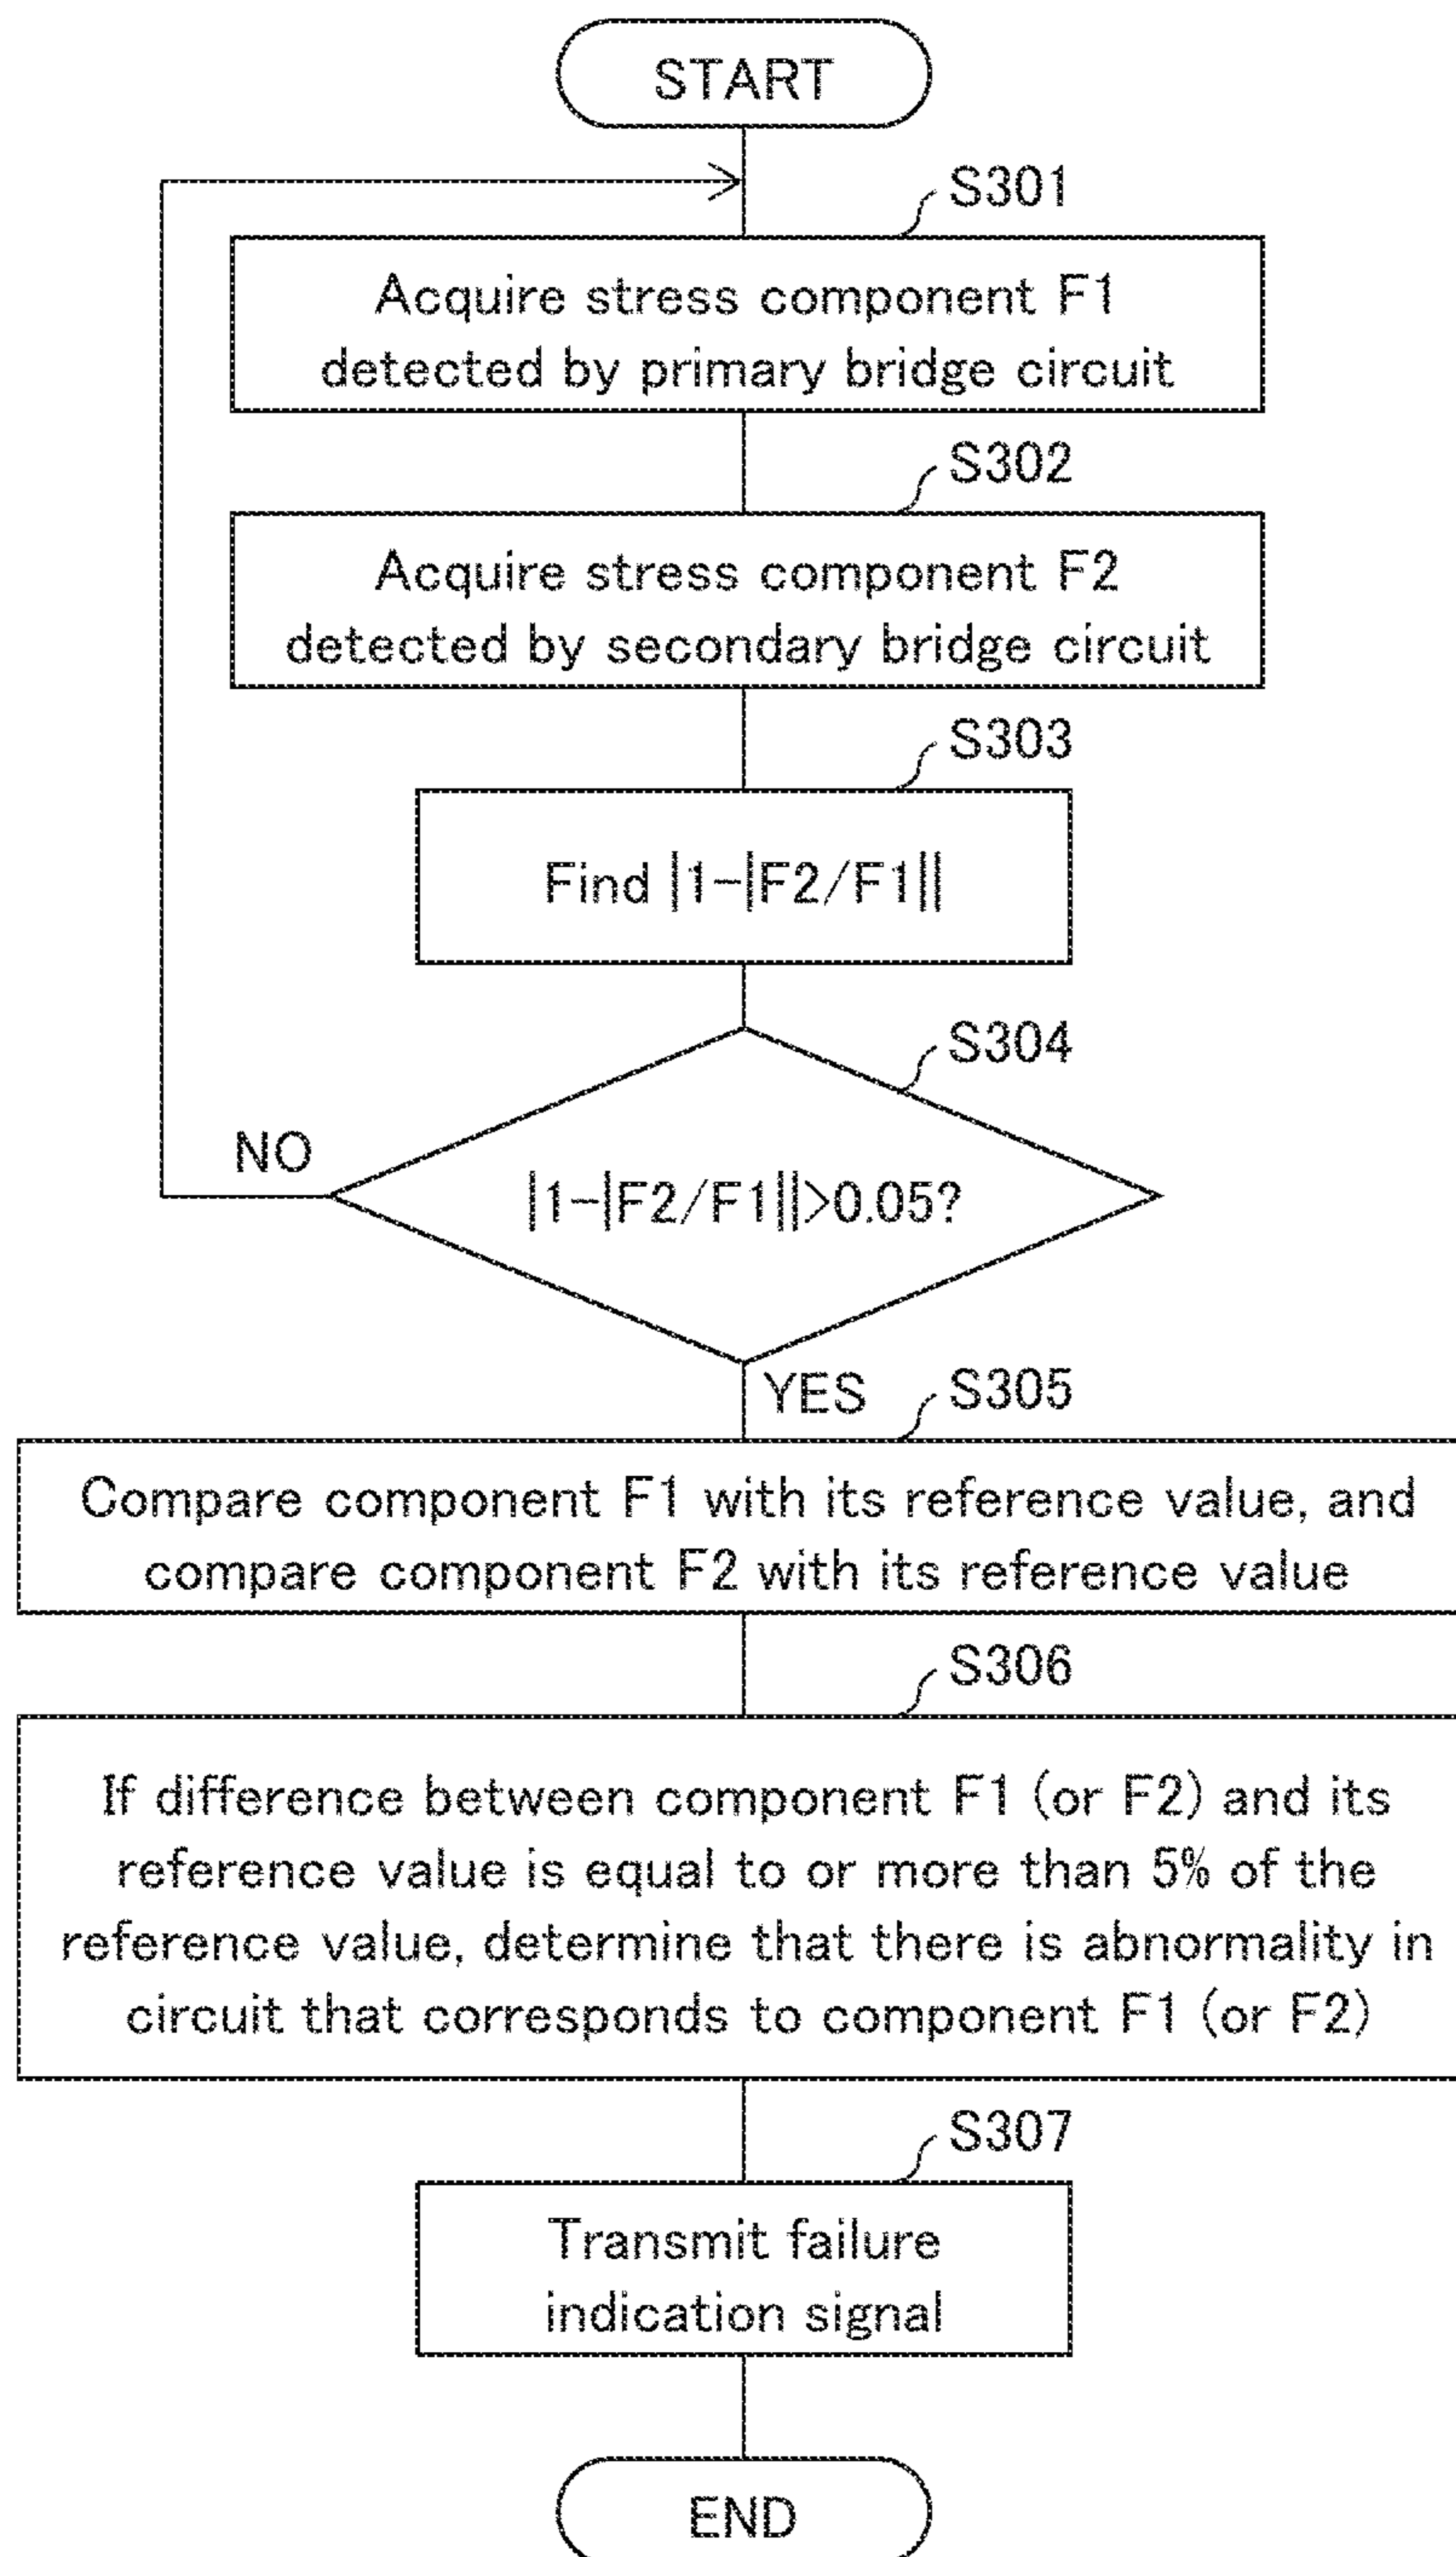 START
S301
Acquire stress component F1
detected by primary bridge circuit
S302
Acquire stress component F2
detected by secondary bridge circuit
S303
Find |1-|F2/F1||
S304
NO
|1-|F2/F1||>0.05?
YES
S305
Compare component F1 with its reference value, and
compare component F2 with its reference value
S306
If difference between component F1 (or F2) and its
reference value is equal to or more than 5% of the
reference value, determine that there is abnormality in
circuit that corresponds to component F1 (or F2)
S307
Transmit failure
indication signal
END